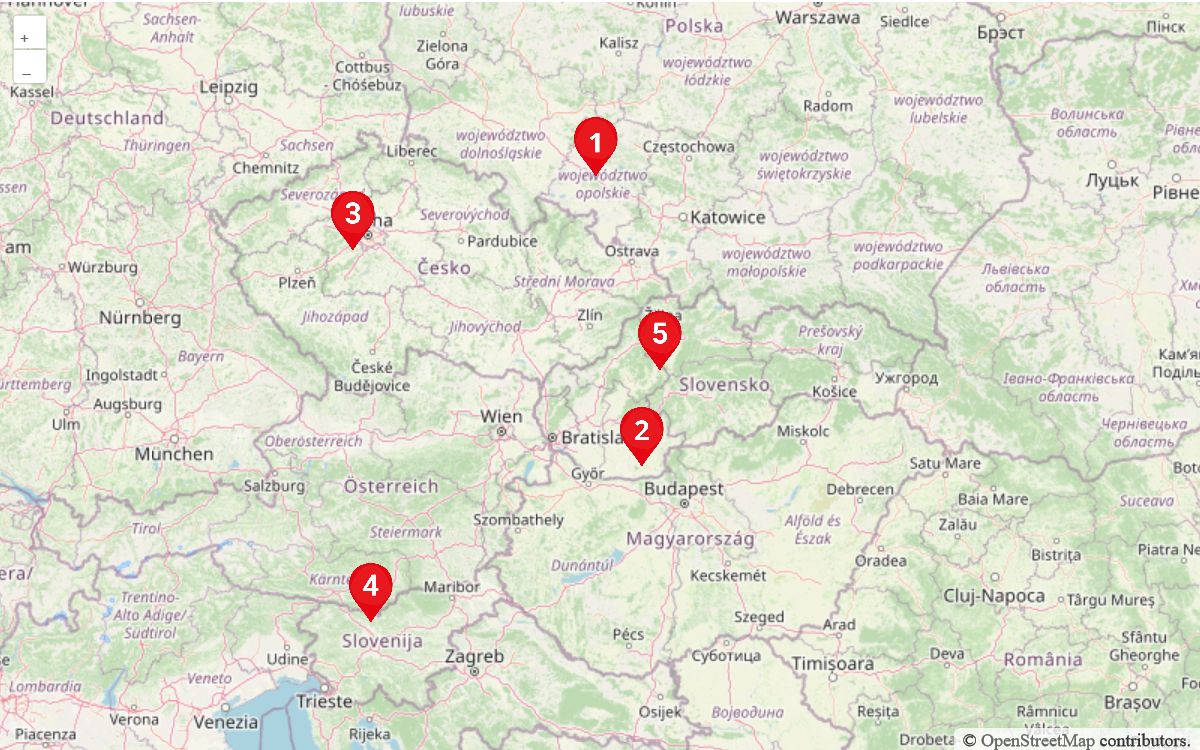 Hannover
Sachsen-
Anhalt
lubuskie
Konin
Polska
Warszawa
Siedlce
Брэст
Пінск
+
−
Zielona
Góra
Kalisz
województwo
łódzkie
Kassel
Leipzig
Cottbus
- Chóśebuz
Radom
województwo
lubelskie
Волинська
область
Deutschland
Thüringen
Sachsen
Chemnitz
Liberec
województwo
dolnośląskie
1
województwo
opolskie
Częstochowa
województwo
świętokrzyskie
Луцьк
Severozápad
3
Severovýchod
Pardubice
Katowice
Ostrava
województwo
małopolskie
województwo
podkarpackie
Львівська
область
Würzburg
Plzeň
Česko
Střední Morava
Nürnberg
Jihozápad
Jihovýchod
Zlín
5
Prešovský
kraj
Bayern
Ingolstadt
České
Budějovice
Slovensko
Košice
Ужгород
Івано-Франківська
область
Augsburg
Ulm
München
Wien
Bratisla
2
Miskolc
Чернівецька
область
Oberösterreich
Salzburg
Österreich
Győr
Budapest
Debrecen
Satu Mare
Baia Mare
Suceava
Tirol
Steiermark
Szombathely
Magyarország
Alföld és
Észak
Zalău
Bistrița
Piatra Ne
Dunántúl
Oradea
4
Maribor
Kecskemét
Cluj-Napoca
Târgu Mureș
Trentino-
Alto Adige/
Südtirol
Slovenija
Pécs
Szeged
Arad
Sfântu
Gheorghe
Udine
Zagreb
Суботица
Timișoara
Deva
România
Lombardia
Veneto
Trieste
Verona
Venezia
Rijeka
Osijek
Војводина
Reșița
Râmnicu
Vâlcea
Brașov
Piacenza
Drobeta
© OpenStreetMap contributors.